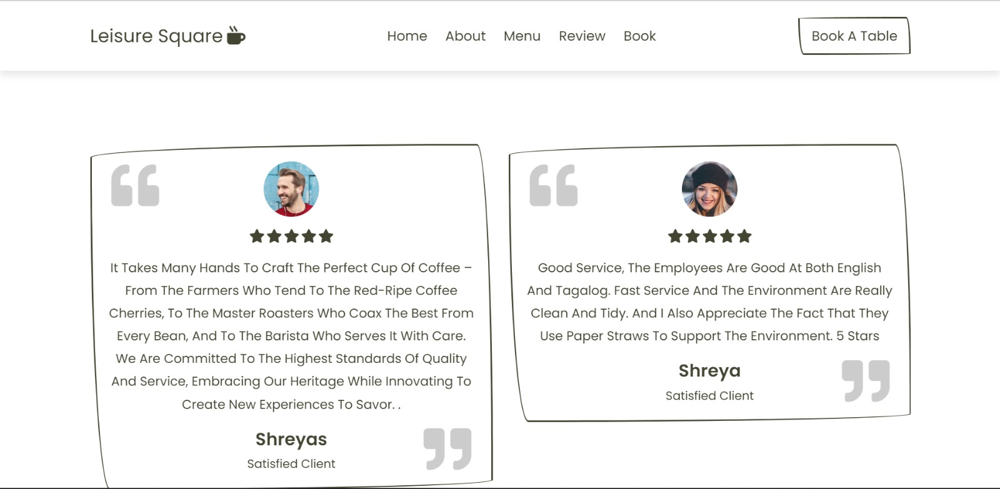 Leisure Square
Home About Menu Review Book
Book A Table
It Takes Many Hands To Craft The Perfect Cup Of Coffee –
From The Farmers Who Tend To The Red-Ripe Coffee
Cherries, To The Master Roasters Who Coax The Best From
Every Bean, And To The Barista Who Serves It With Care.
We Are Committed To The Highest Standards Of Quality
And Service, Embracing Our Heritage While Innovating To
Create New Experiences To Savor. .
Shreyas
Satisfied Client
Good Service, The Employees Are Good At Both English
And Tagalog. Fast Service And The Environment Are Really
Clean And Tidy. And I Also Appreciate The Fact That They
Use Paper Straws To Support The Environment. 5 Stars
Shreya
Satisfied Client